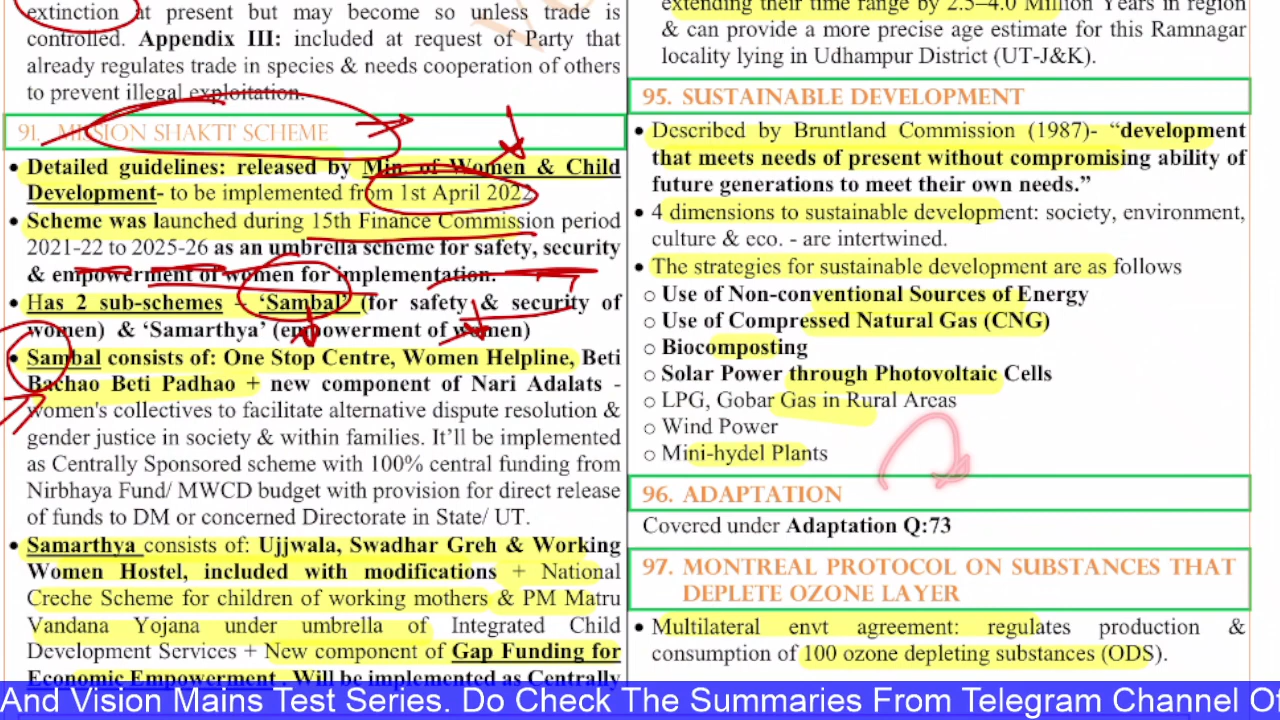 extinction at present but may become so unless trade is
controlled. Appendix III: included at request of Party that
already regulates trade in species & needs cooperation of others
to prevent illegal exploitation.
91. MISSION SHAKTI SCHEME
• Detailed guidelines: released by Min. of Women & Child
Development- to be implemented from 1st April 2022
• Scheme was launched during 15th Finance Commission period
2021-22 to 2025-26 as an umbrella scheme for safety, security
& empowerment of women for implementation.
• Has 2 sub-schemes – ‘Sambal’ (for safety & security of
women) & ‘Samarthya’ (empowerment of women)
• Sambal consists of: One Stop Centre, Women Helpline, Beti
Bachao Beti Padhao + new component of Nari Adalats -
women's collectives to facilitate alternative dispute resolution &
gender justice in society & within families. It’ll be implemented
as Centrally Sponsored scheme with 100% central funding from
Nirbhaya Fund/ MWCD budget with provision for direct release
of funds to DM or concerned Directorate in State/ UT.
• Samarthya consists of: Ujjwala, Swadhar Greh & Working
Women Hostel, included with modifications + National
Creche Scheme for children of working mothers & PM Matru
Vandana Yojana under umbrella of Integrated Child
Development Services + New component of Gap Funding for
Economic Empowerment . Will be implemented as Centrally
extending their time range by 2.5–4.0 Million Years in region
& can provide a more precise age estimate for this Ramnagar
locality lying in Udhampur District (UT-J&K).
95. SUSTAINABLE DEVELOPMENT
• Described by Bruntland Commission (1987)- “development
that meets needs of present without compromising ability of
future generations to meet their own needs.”
• 4 dimensions to sustainable development: society, environment,
culture & eco. - are intertwined.
• The strategies for sustainable development are as follows
o Use of Non-conventional Sources of Energy
o Use of Compressed Natural Gas (CNG)
o Biocomposting
o Solar Power through Photovoltaic Cells
o LPG, Gobar Gas in Rural Areas
o Wind Power
o Mini-hydel Plants
96. ADAPTATION
Covered under Adaptation Q:73
97. MONTREAL PROTOCOL ON SUBSTANCES THAT
DEPLETE OZONE LAYER
• Multilateral envt agreement: regulates production &
consumption of 100 ozone depleting substances (ODS).
And Vision Mains Test Series. Do Check The Summaries From Telegram Channel